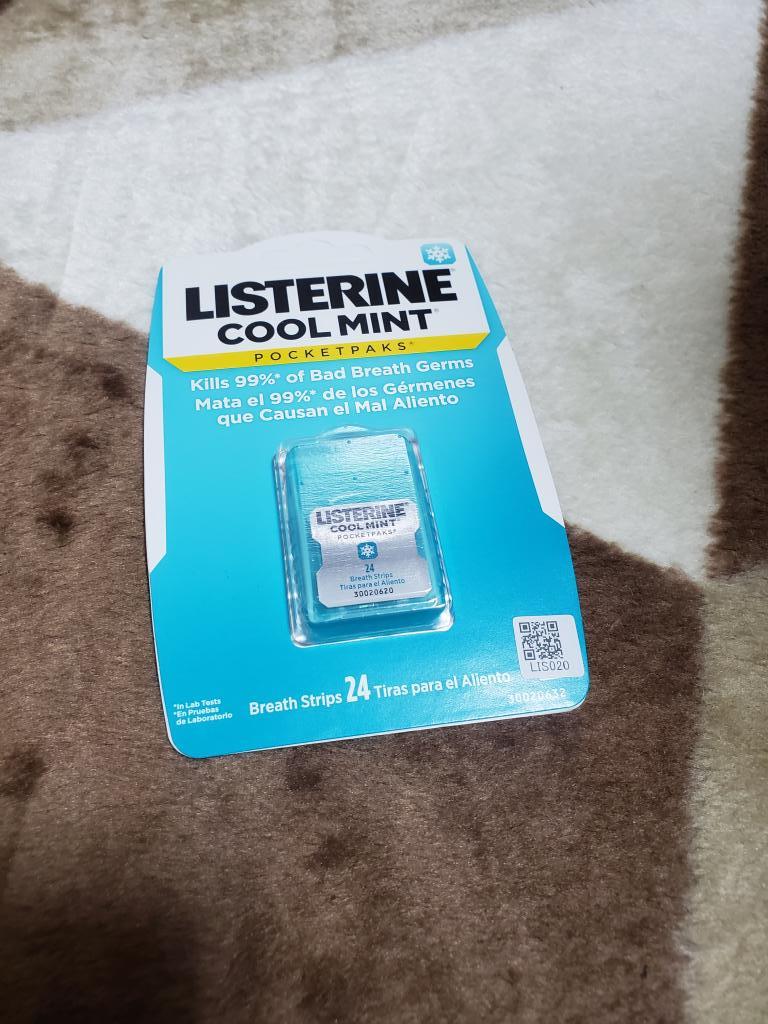 LISTERINE®
COOL MINT®
POCKETPAKS®
Kills 99%* of Bad Breath Germs
Mata el 99%* de los Gérmenes
que Causan el Mal Aliento
LISTERINE®
COOL MINT®
POCKETPAKS®
24
Breath Strips
Tiras para el Aliento
30020620
LIS020
*In Lab Tests
*En Pruebas
de Laboratorio
Breath Strips 24 Tiras para el Aliento
30020632